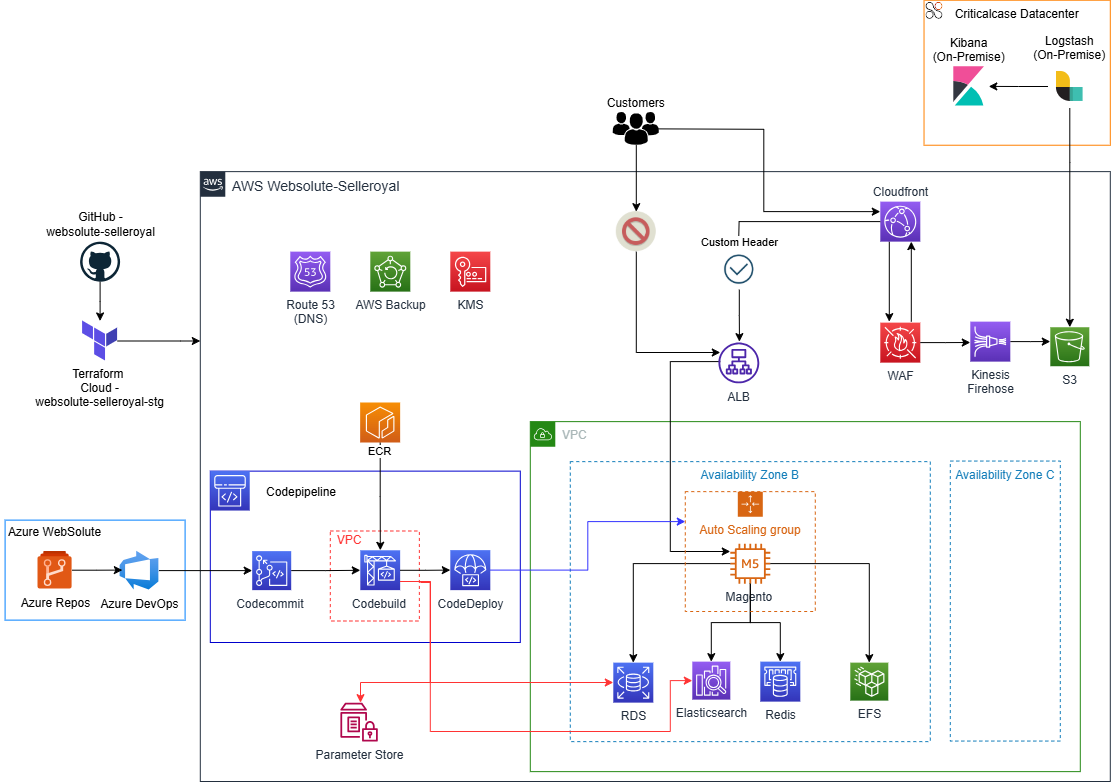 Criticalcase Datacenter
Kibana
(On-Premise)
Logstash
(On-Premise)
Customers
aws
AWS Websolute-Selleroyal
Cloudfront
GitHub -
websolute-selleroyal
Custom Header
53
Route 53
(DNS)
AWS Backup
KMS
Terraform
Cloud -
websolute-selleroyal-stg
ALB
WAF
Kinesis
Firehose
S3
ECR
VPC
Availability Zone B
Availability Zone C
Codepipeline
Auto Scaling group
Azure WebSolute
VPC
M5
Magento
Azure Repos
Azure DevOps
Codecommit
Codebuild
CodeDeploy
RDS
Elasticsearch
Redis
EFS
Parameter Store